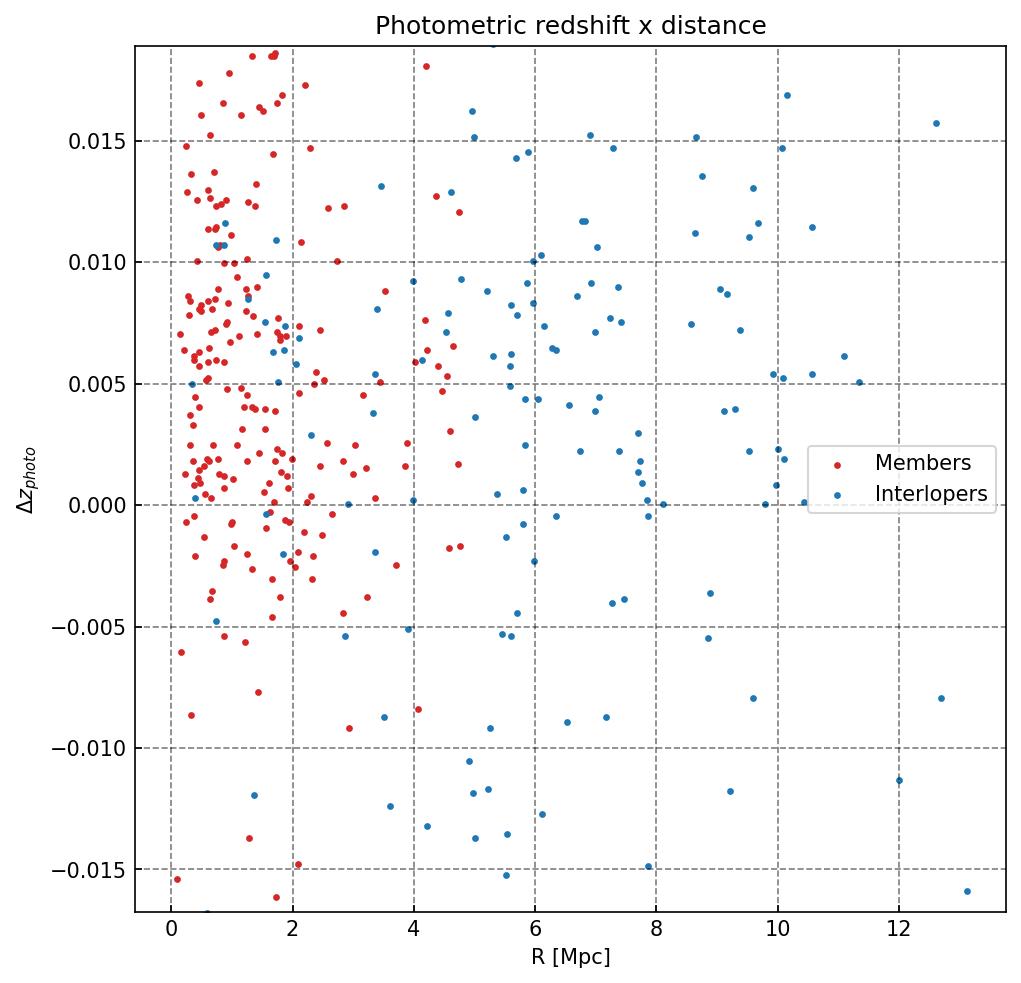 Photometric redshift x distance
Δz_photo
0.015
0.010
0.005
0.000
−0.005
−0.010
−0.015
Members
Interlopers
0 2 4 6 8 10 12
R [Mpc]